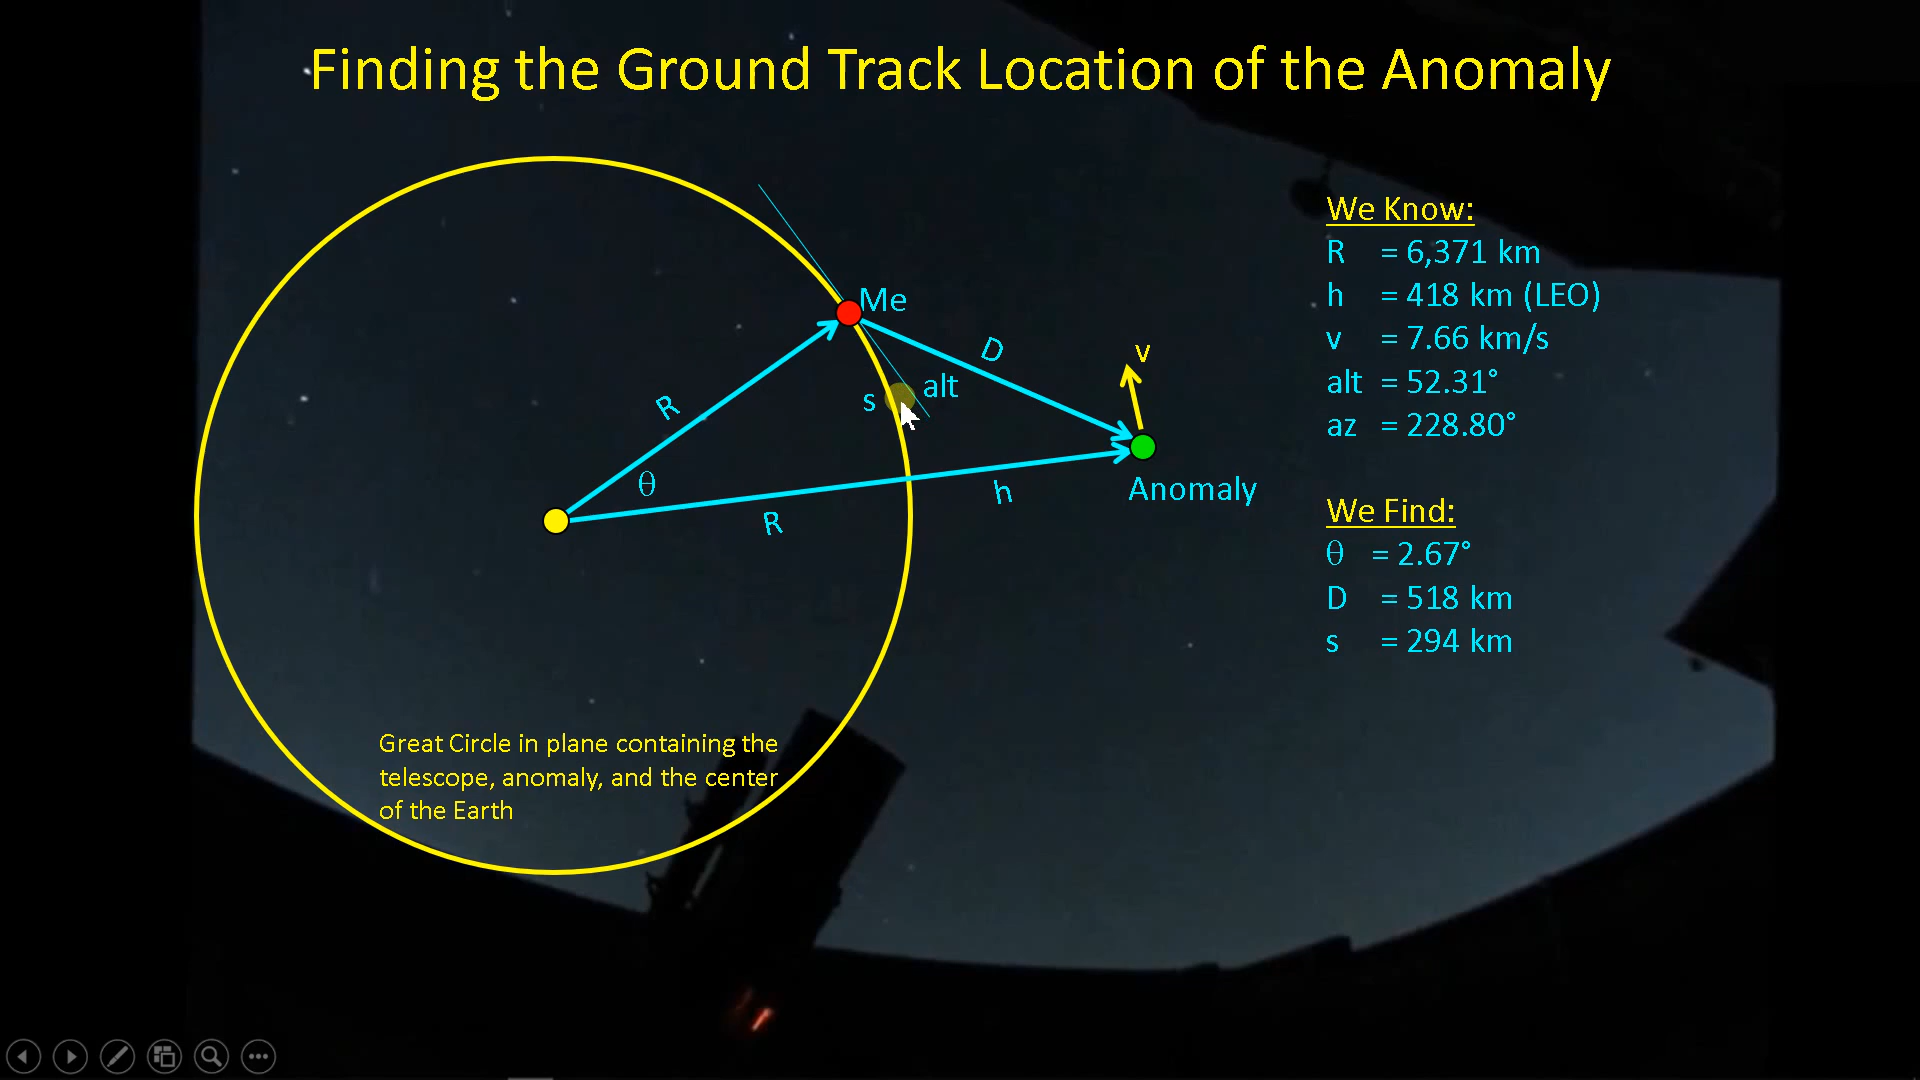 Finding the Ground Track Location of the Anomaly
Me
D
v
R
s
alt
θ
h
R
Anomaly
We Know:
R = 6,371 km
h = 418 km (LEO)
v = 7.66 km/s
alt = 52.31°
az = 228.80°
We Find:
θ = 2.67°
D = 518 km
s = 294 km
Great Circle in plane containing the
telescope, anomaly, and the center
of the Earth